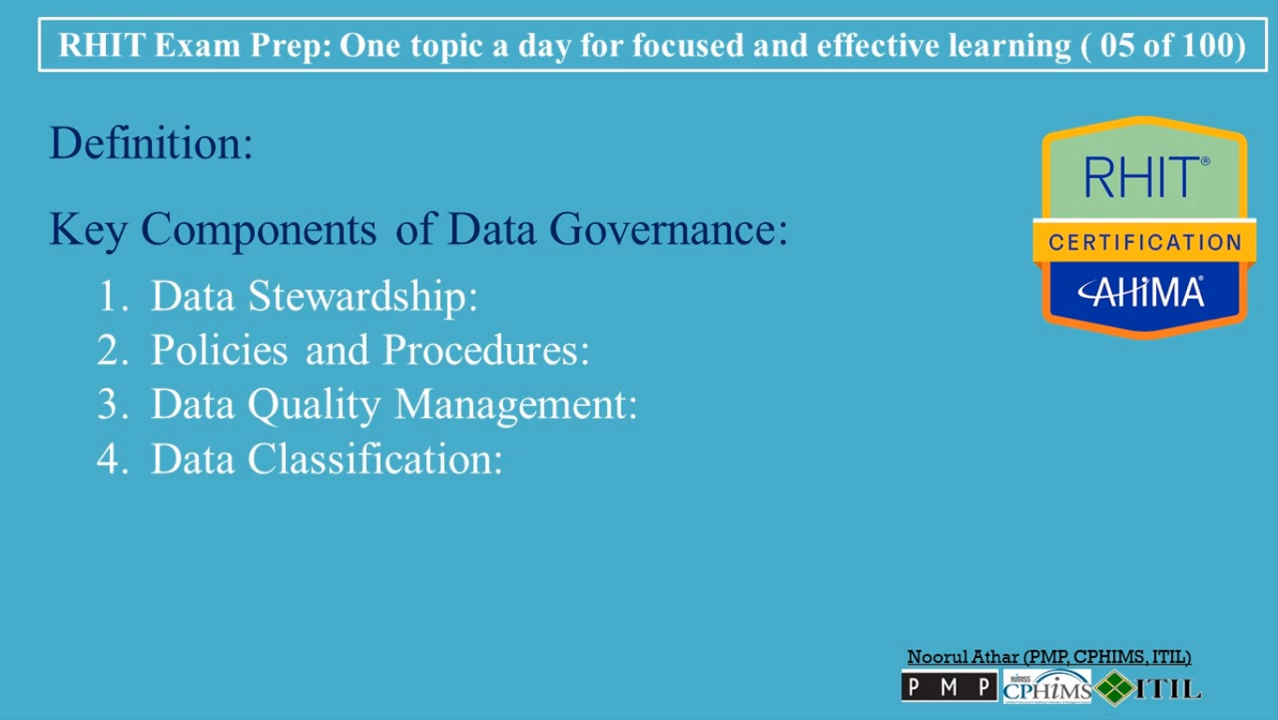 RHIT Exam Prep: One topic a day for focused and effective learning ( 05 of 100)
Definition:
Key Components of Data Governance:
1. Data Stewardship:
2. Policies and Procedures:
3. Data Quality Management:
4. Data Classification:
RHIT®
CERTIFICATION
AHiMA®
Noorul Athar (PMP, CPHIMS, ITIL)
P M P
himss
CPHiMS
ITIL